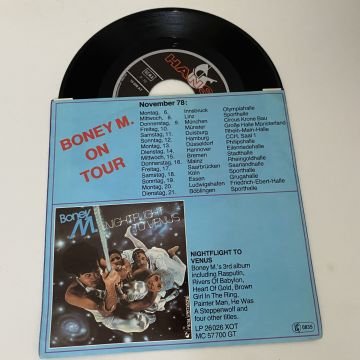 HANSA
November 78:
BONEY M.
ON
TOUR
Montag, 6. Innsbruck Olympiahalle
Mittwoch, 8. Linz Sporthalle
Donnerstag, 9. München Circus Krone Bau
Freitag, 10. Münster Große Halle Münsterland
Samstag, 11. Duisburg Rhein-Main-Halle
Sonntag, 12. Hamburg CCH, Saal 1
Montag, 13. Düsseldorf Philipshalle
Dienstag, 14. Hannover Eilenriedehalle
Mittwoch, 15. Bremen Stadthalle
Donnerstag, 16. Mainz Rheingoldhalle
Freitag, 17. Saarbrücken Saarlandhalle
Samstag, 18. Köln Sporthalle
Sonntag, 19. Essen Grugahalle
Montag, 20. Ludwigshafen Friedrich-Ebert-Halle
Dienstag, 21. Böblingen Sporthalle
Boney
M.
NIGHTFLIGHT
TO VENUS
NIGHTFLIGHT TO
VENUS
Boney M.'s 3rd album
including Rasputin,
Rivers Of Babylon,
Heart Of Gold, Brown
Girl In The Ring,
Painter Man, He Was
A Steppenwolf and
four other titles.
LP 26026 XOT
MC 57700 GT
0835